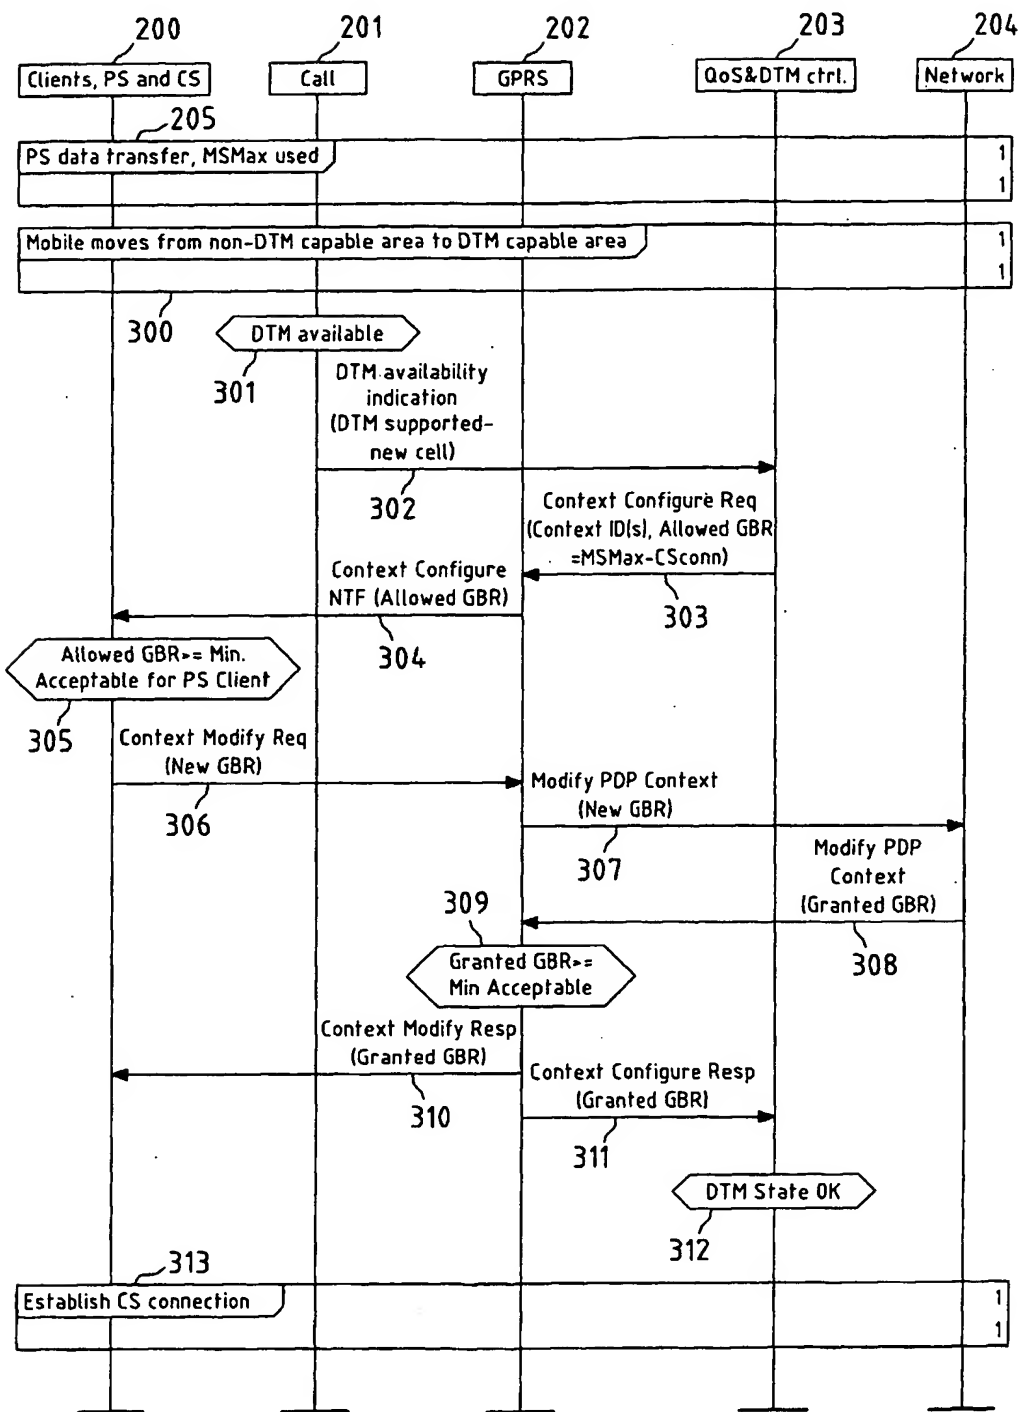 200
201
202
203
204
Clients, PS and CS
Call
GPRS
QoS&DTM ctrl.
Network
205
PS data transfer, MSMax used
1
1
Mobile moves from non-DTM capable area to DTM capable area
1
1
300
DTM available
301
DTM availability
indication
(DTM supported-
new cell)
302
Context Configure Req
(Context ID(s), Allowed GBR
=MSMax-CSconn)
303
Context Configure
NTF (Allowed GBR)
304
Allowed GBR>= Min.
Acceptable for PS Client
305
Context Modify Req
(New GBR)
306
Modify PDP Context
(New GBR)
307
Modify PDP
Context
(Granted GBR)
308
309
Granted GBR>=
Min Acceptable
Context Modify Resp
(Granted GBR)
310
Context Configure Resp
(Granted GBR)
311
DTM State OK
312
313
Establish CS connection
1
1